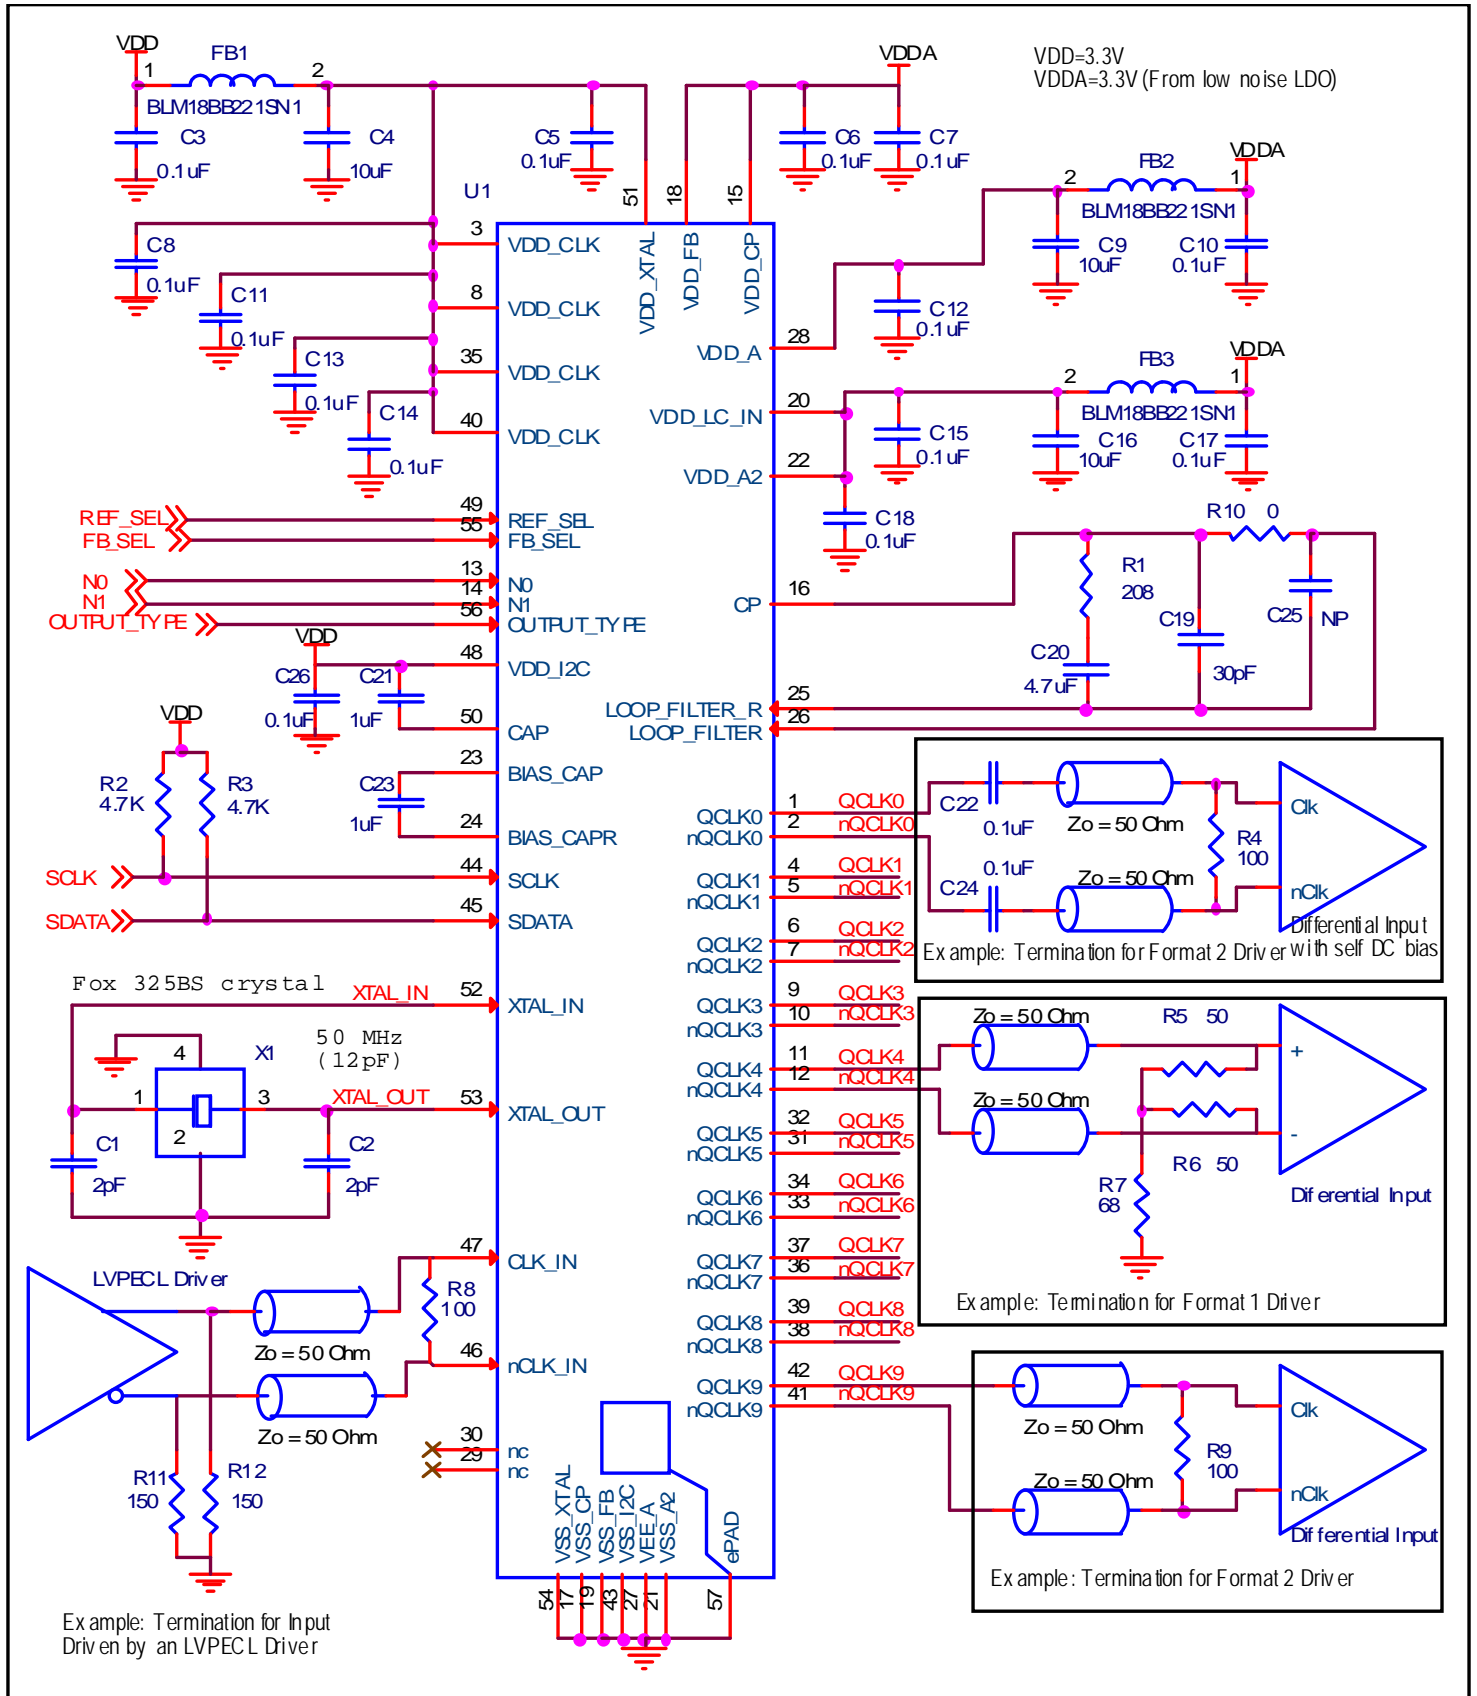 VDD
FB1
1
2
BLM18BB221SN1
C3
0.1uF
C4
10uF
C5
0.1uF
VDDA
VDD=3.3V
VDDA=3.3V (From low noise LDO)
C6
0.1uF
C7
0.1uF
U1
51
18
15
VDD_XTAL
VDD_FB
VDD_CP
FB2
VDDA
2
1
BLM18BB221SN1
C9
10uF
C10
0.1uF
C12
0.1uF
28
VDD_A
C8
0.1uF
C11
0.1uF
C13
0.1uF
C14
0.1uF
3
VDD_CLK
8
VDD_CLK
35
VDD_CLK
40
VDD_CLK
FB3
VDDA
2
1
BLM18BB221SN1
20
VDD_LC_IN
C15
0.1uF
C16
10uF
C17
0.1uF
22
VDD_A2
C18
0.1uF
REF_SEL
49
REF_SEL
FB_SEL
55
FB_SEL
N0
13
N0
N1
14
N1
OUTPUT_TYPE
56
OUTPUT_TYPE
R10 0
R1
208
C19
30pF
C25
NP
C20
4.7uF
16
CP
25
LOOP_FILTER_R
26
LOOP_FILTER
VDD
48
VDD_I2C
C26
0.1uF
C21
1uF
50
CAP
VDD
R2
4.7K
R3
4.7K
C23
1uF
23
BIAS_CAP
24
BIAS_CAPR
SCLK
44
SCLK
SDATA
45
SDATA
QCLK0
1
QCLK0
nQCLK0
2
nQCLK0
QCLK1
4
QCLK1
nQCLK1
5
nQCLK1
QCLK2
6
QCLK2
nQCLK2
7
nQCLK2
QCLK3
9
QCLK3
nQCLK3
10
nQCLK3
QCLK4
11
QCLK4
nQCLK4
12
nQCLK4
QCLK5
32
QCLK5
nQCLK5
31
nQCLK5
QCLK6
34
QCLK6
nQCLK6
33
nQCLK6
QCLK7
37
QCLK7
nQCLK7
36
nQCLK7
QCLK8
39
QCLK8
nQCLK8
38
nQCLK8
QCLK9
42
QCLK9
nQCLK9
41
nQCLK9
C22
0.1uF
Zo = 50 Ohm
0.1uF
C24
Zo = 50 Ohm
R4
100
Clk
nClk
Differential Input
with self DC bias
Example: Termination for Format 2 Driver
Zo = 50 Ohm
R5 50
+
Zo = 50 Ohm
-
R6 50
R7
68
Differential Input
Example: Termination for Format 1 Driver
Zo = 50 Ohm
Clk
R9
100
Zo = 50 Ohm
nClk
Differential Input
Example: Termination for Format 2 Driver
Fox 325BS crystal
XTAL_IN
52
XTAL_IN
50 MHz
(12pF)
X1
4
1
3
2
XTAL_OUT
53
XTAL_OUT
C1
2pF
C2
2pF
LVPECL Driver
47
CLK_IN
R8
100
Zo = 50 Ohm
46
nCLK_IN
Zo = 50 Ohm
R11
150
R12
150
30
nc
29
nc
VSS_XTAL
VSS_CP
VSS_FB
VSS_I2C
VEE_A
VSS_A2
ePAD
54
17
19
43
27
21
57
Example: Termination for Input
Driven by an LVPECL Driver